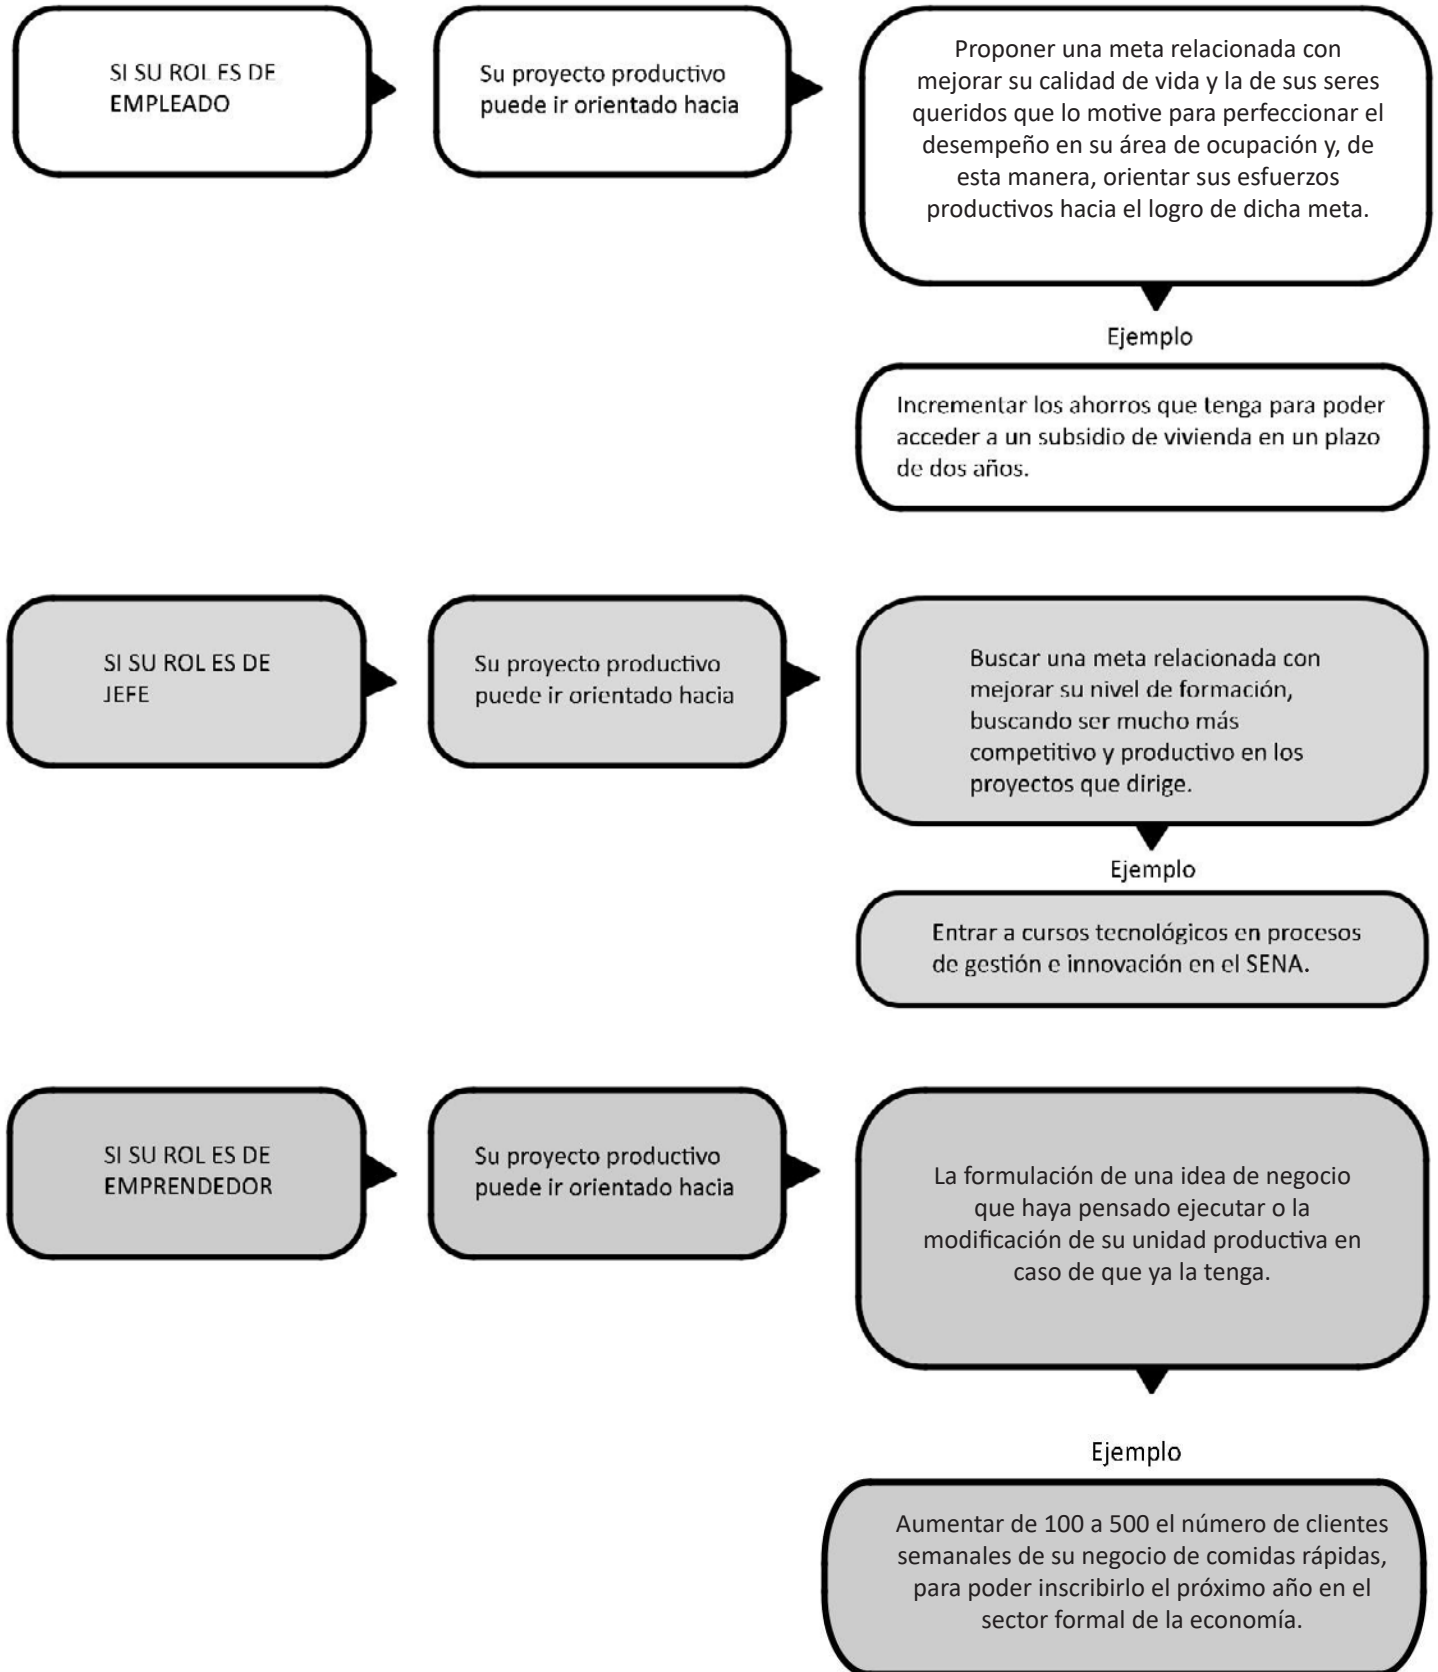 SI SU ROL ES DE
EMPLEADO
Su proyecto productivo
puede ir orientado hacia
Proponer una meta relacionada con
mejorar su calidad de vida y la de sus seres
queridos que lo motive para perfeccionar el
desempeño en su área de ocupación y, de
esta manera, orientar sus esfuerzos
productivos hacia el logro de dicha meta.
Ejemplo
Incrementar los ahorros que tenga para poder
acceder a un subsidio de vivienda en un plazo
de dos años.
SI SU ROL ES DE
JEFE
Su proyecto productivo
puede ir orientado hacia
Buscar una meta relacionada con
mejorar su nivel de formación,
buscando ser mucho más
competitivo y productivo en los
proyectos que dirige.
Ejemplo
Entrar a cursos tecnológicos en procesos
de gestión e innovación en el SENA.
SI SU ROL ES DE
EMPRENDEDOR
Su proyecto productivo
puede ir orientado hacia
La formulación de una idea de negocio
que haya pensado ejecutar o la
modificación de su unidad productiva en
caso de que ya la tenga.
Ejemplo
Aumentar de 100 a 500 el número de clientes
semanales de su negocio de comidas rápidas,
para poder inscribirlo el próximo año en el
sector formal de la economía.